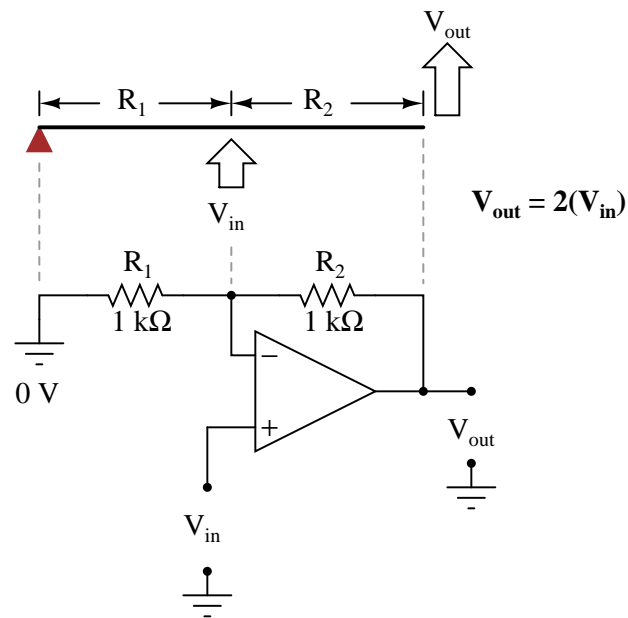 V_out
R_1 R_2
V_in
V_out = 2(V_in)
R_1 R_2
1 kΩ 1 kΩ
−
0 V
+
V_out
V_in